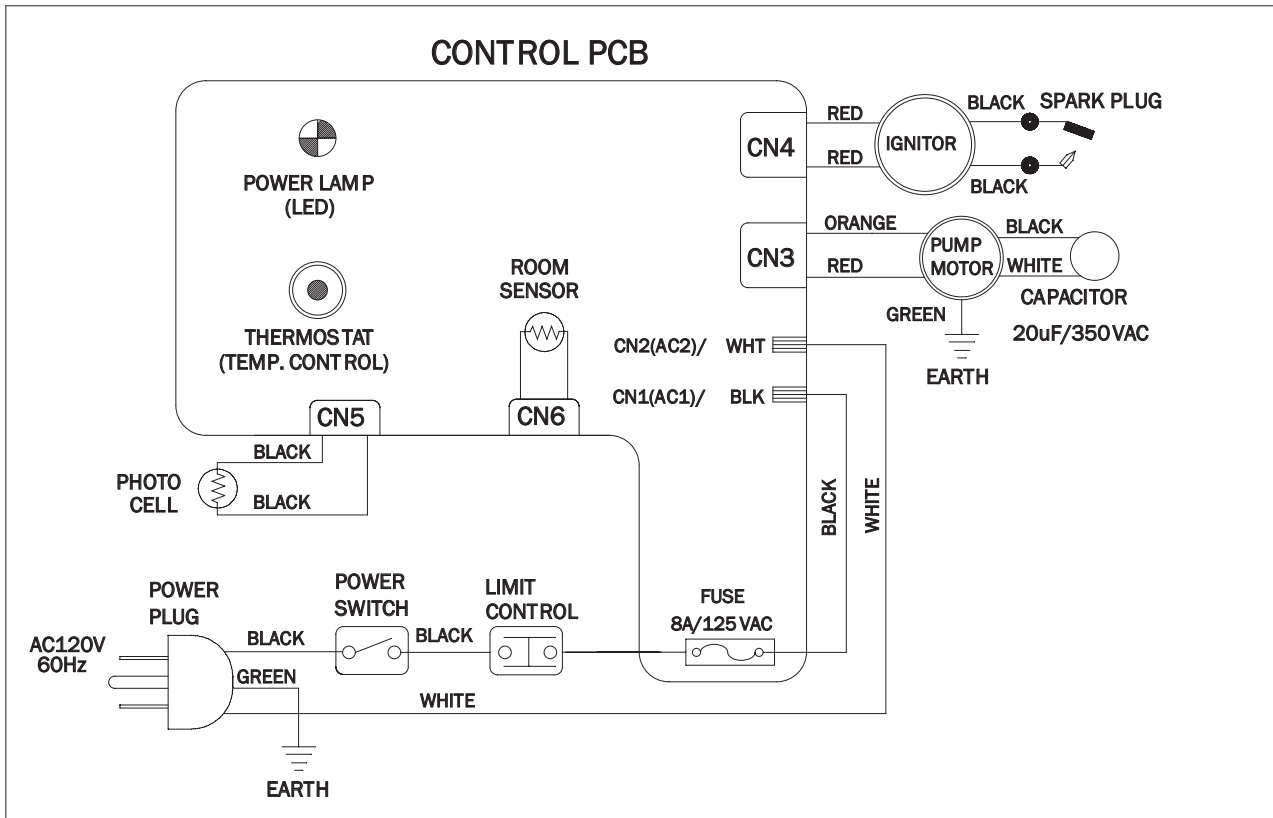 CONTROL PCB
POWER LAMP
(LED)
THERMOSTAT
(TEMP. CONTROL)
ROOM
SENSOR
CN4
RED
RED
IGNITOR
BLACK
SPARK PLUG
BLACK
CN3
ORANGE
RED
PUMP
MOTOR
BLACK
WHITE
CAPACITOR
20uF/350VAC
GREEN
EARTH
CN2(AC2)/ WHT
CN1(AC1)/ BLK
CN5
CN6
BLACK
PHOTO
CELL
BLACK
BLACK
WHITE
POWER
PLUG
AC120V
60Hz
BLACK
POWER
SWITCH
BLACK
LIMIT
CONTROL
FUSE
8A/125VAC
GREEN
WHITE
EARTH